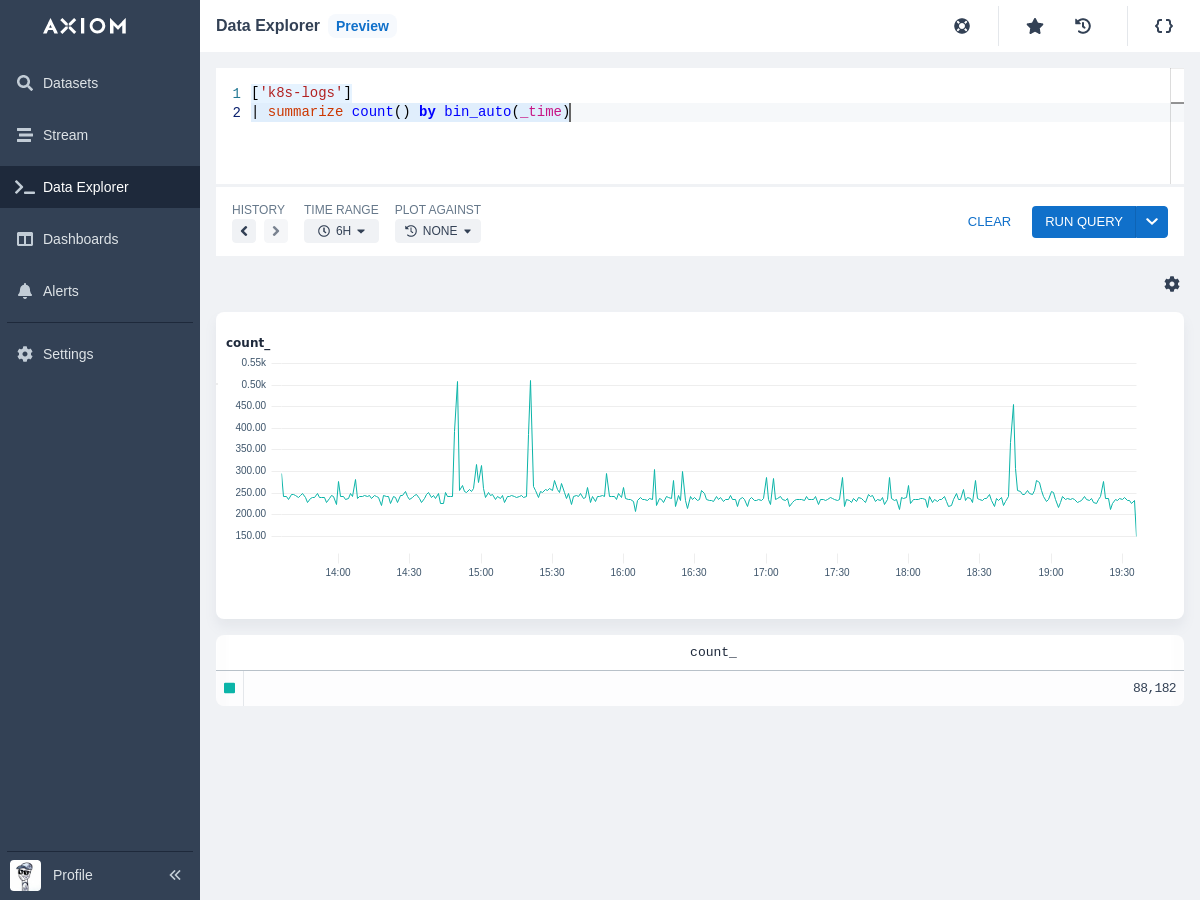 AXIOM
Datasets
Stream
Data Explorer
Dashboards
Alerts
Settings
Profile
Data Explorer Preview
1 ['k8s-logs']
2 | summarize count() by bin_auto(_time)
HISTORY TIME RANGE PLOT AGAINST
6H NONE
CLEAR RUN QUERY
count_
0.55k
0.50k
450.00
400.00
350.00
300.00
250.00
200.00
150.00
14:00 14:30 15:00 15:30 16:00 16:30 17:00 17:30 18:00 18:30 19:00 19:30
count_
88,182